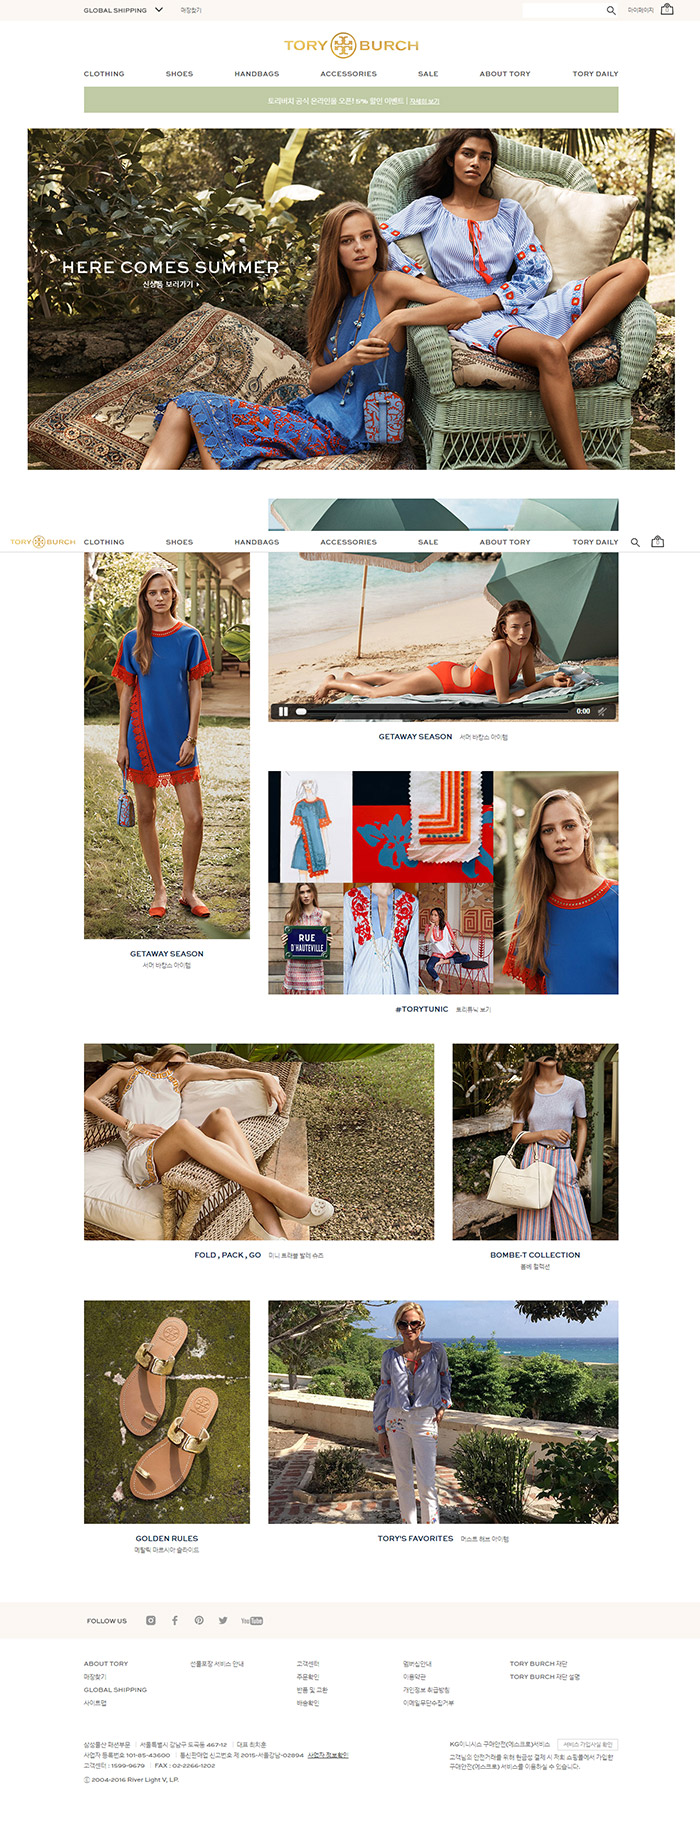 GLOBAL SHIPPING 매장찾기 마이페이지 0
TORY BURCH
CLOTHING SHOES HANDBAGS ACCESSORIES SALE ABOUT TORY TORY DAILY
토리버치 공식 온라인몰 오픈! 5% 할인 이벤트 | 자세히 보기
HERE COMES SUMMER
신상품 보러가기
TORY BURCH CLOTHING SHOES HANDBAGS ACCESSORIES SALE ABOUT TORY TORY DAILY 0
0:00
GETAWAY SEASON 서머 바캉스 아이템
RUE
D'HAUTEVILLE
GETAWAY SEASON
서머 바캉스 아이템
#TORYTUNIC 토리튜닉 보기
FOLD, PACK, GO 미니 트래블 발레 슈즈
BOMBE-T COLLECTION
봄베 컬렉션
GOLDEN RULES
메탈릭 마르시아 슬라이드
TORY'S FAVORITES 머스트 해브 아이템
FOLLOW US YouTube
ABOUT TORY 선물포장 서비스 안내 고객센터 멤버십안내 TORY BURCH 재단
매장찾기 주문확인 이용약관 TORY BURCH 재단 설명
GLOBAL SHIPPING 반품 및 교환 개인정보 취급방침
사이트맵 배송확인 이메일무단수집거부
삼성물산 패션부문 | 서울특별시 강남구 도곡동 467-12 | 대표 최치훈
사업자 등록번호 101-85-43600 | 통신판매업 신고번호 제 2015-서울강남-02894 사업자 정보확인
고객센터 : 1599-9679 | FAX : 02-2266-1202
ⓒ 2004-2016 River Light V, LP.
KG이니시스 구매안전(에스크로)서비스 서비스 가입사실 확인
고객님의 안전거래를 위해 현금성 결제 시 저희 쇼핑몰에서 가입한
구매안전(에스크로) 서비스를 이용하실 수 있습니다.